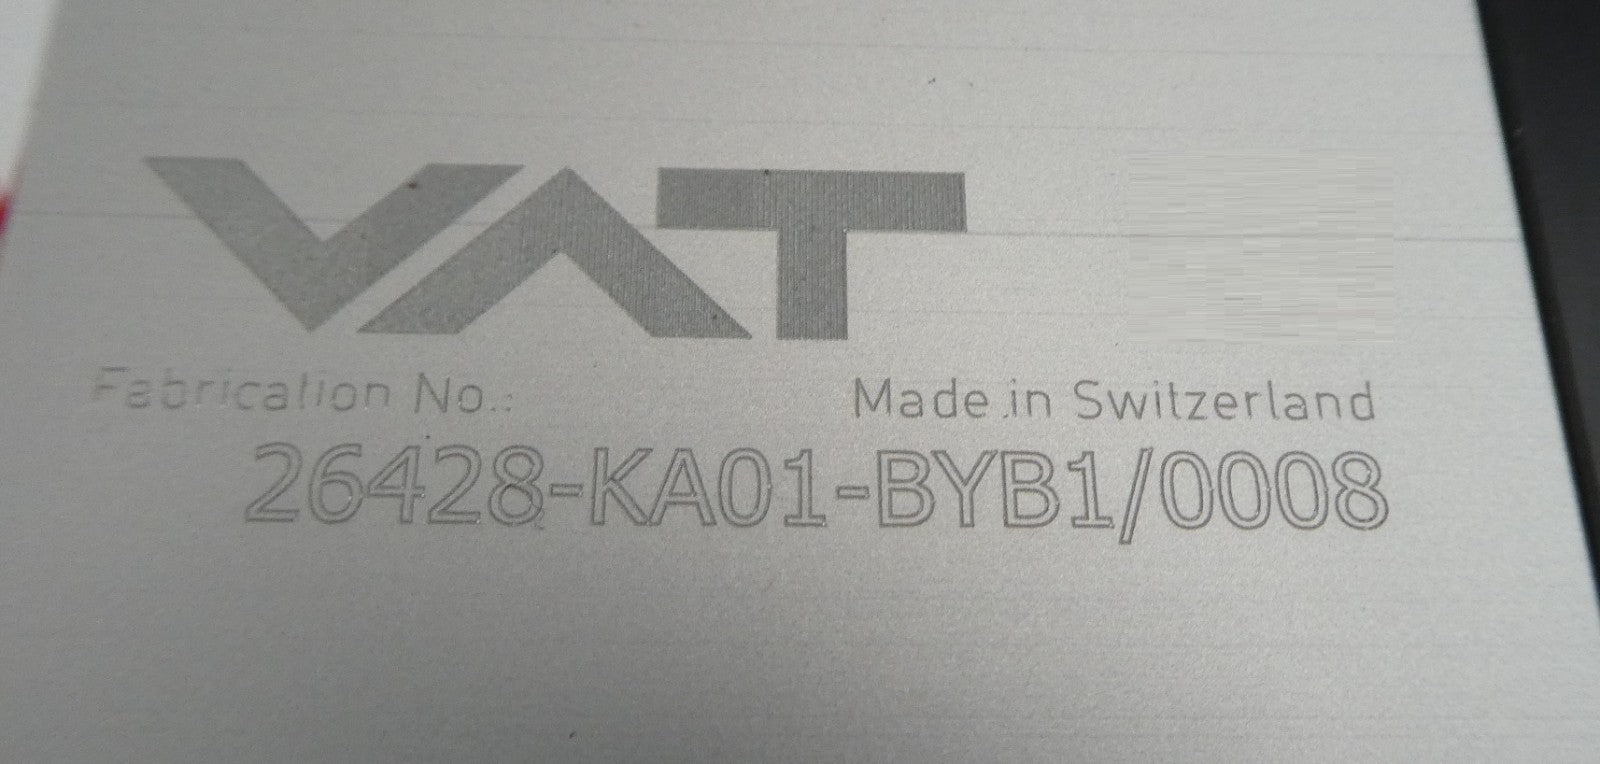 VAT
Fabrication No.:
Made in Switzerland
26428-KA01-BYB1/0008